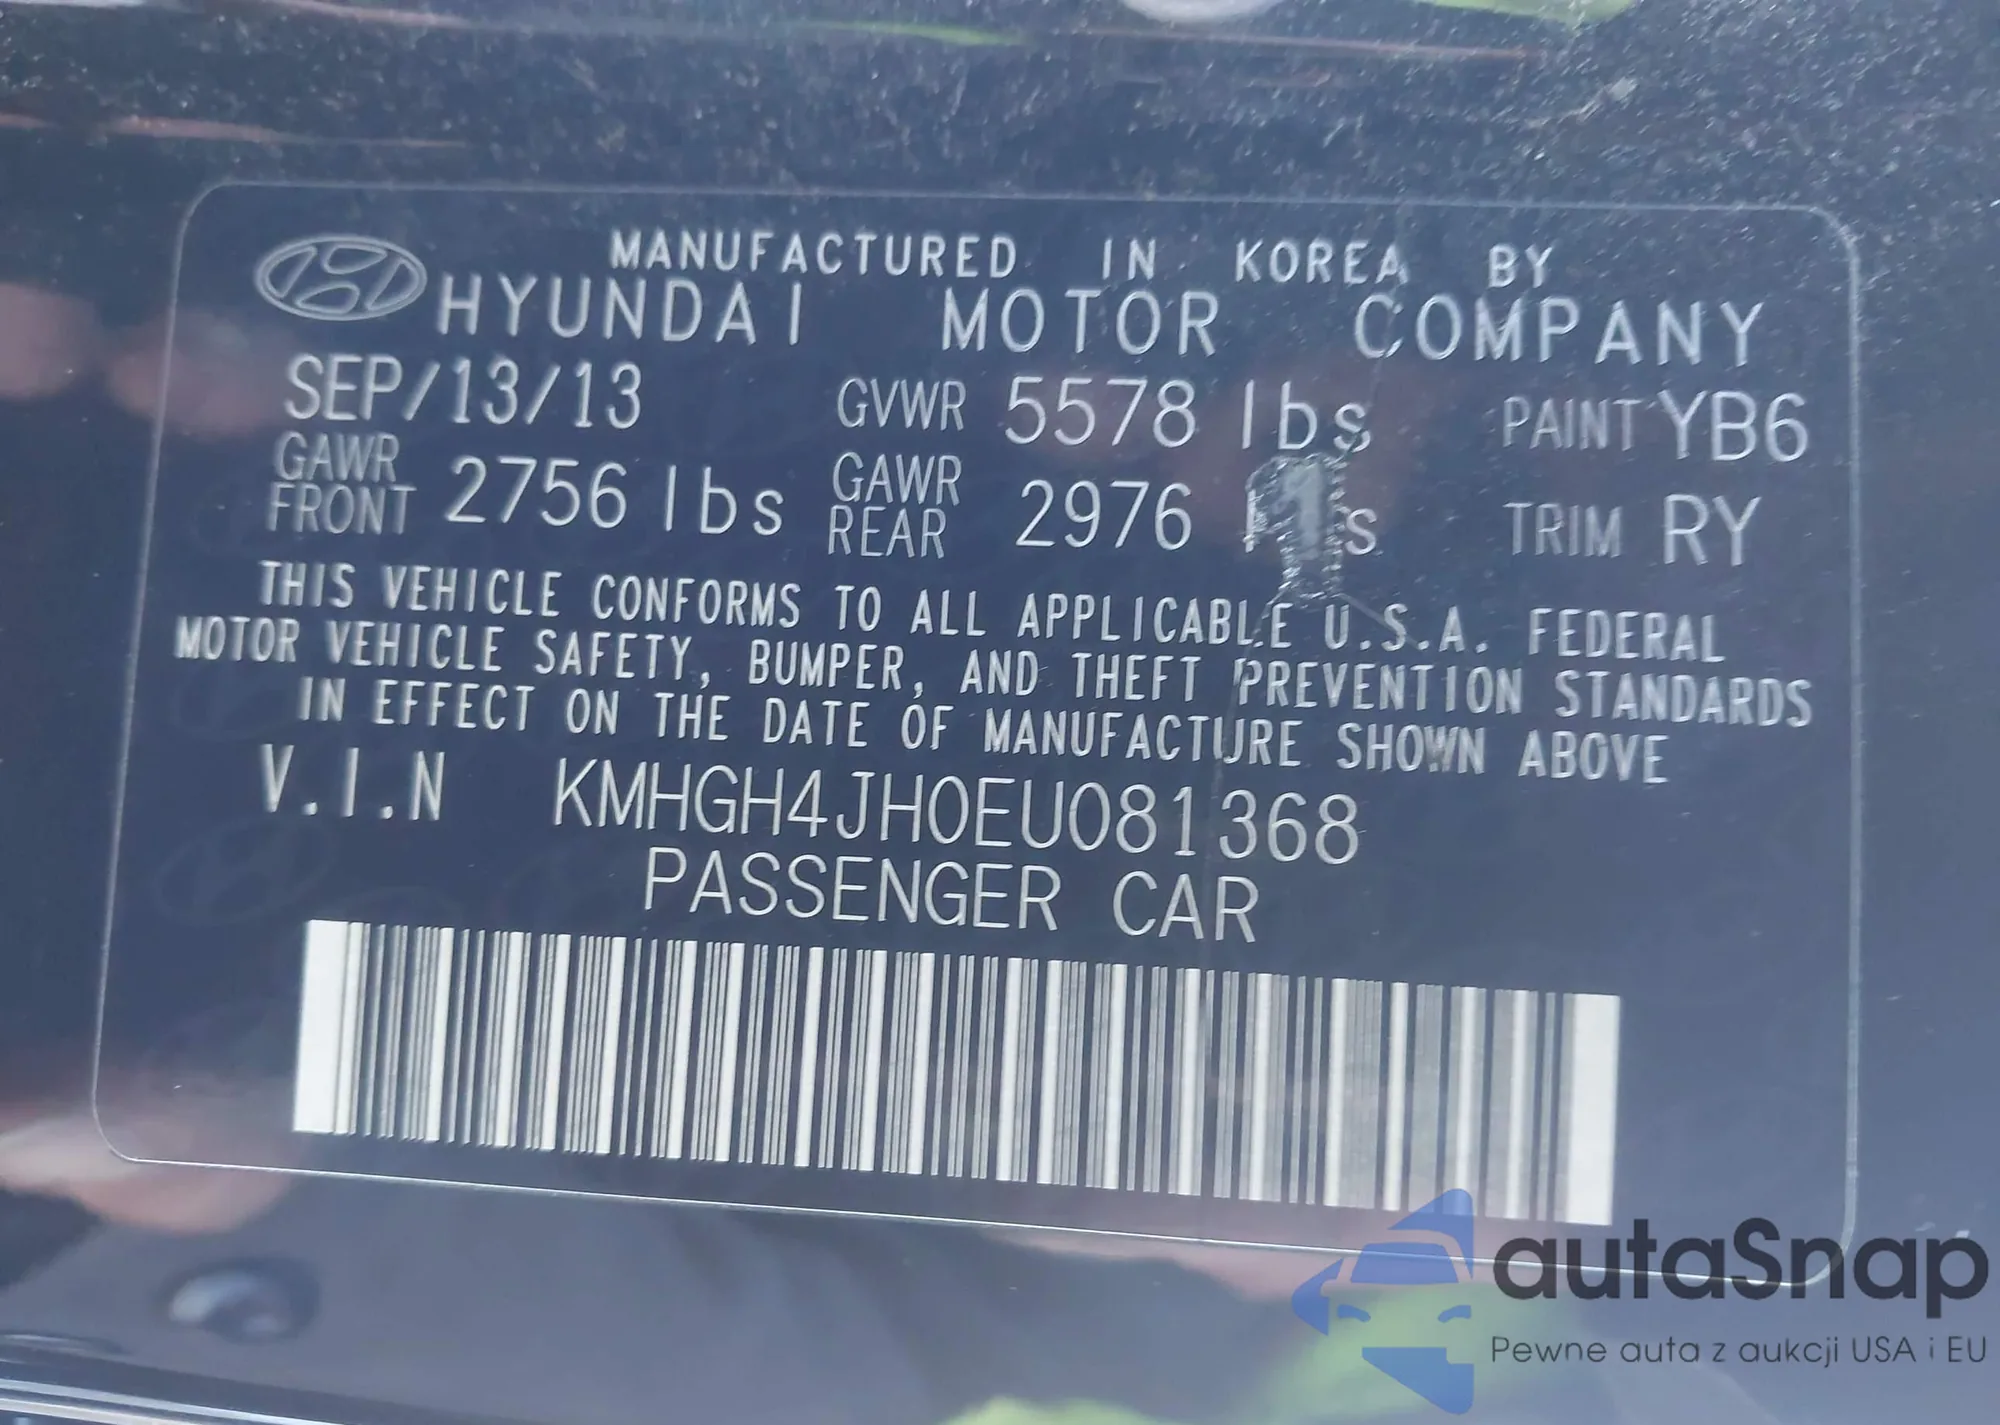 MANUFACTURED IN KOREA BY
HYUNDAI MOTOR COMPANY
SEP/13/13 GVWR 5578 lbs PAINT YB6
GAWR FRONT 2756 lbs GAWR REAR 2976 TRIM RY
THIS VEHICLE CONFORMS TO ALL APPLICABLE U.S.A. FEDERAL
MOTOR VEHICLE SAFETY, BUMPER, AND THEFT PREVENTION STANDARDS
IN EFFECT ON THE DATE OF MANUFACTURE SHOWN ABOVE
V.I.N KMHGH4JH0EU081368
PASSENGER CAR
autaSnap
Pewne auta z aukcji USA i EU